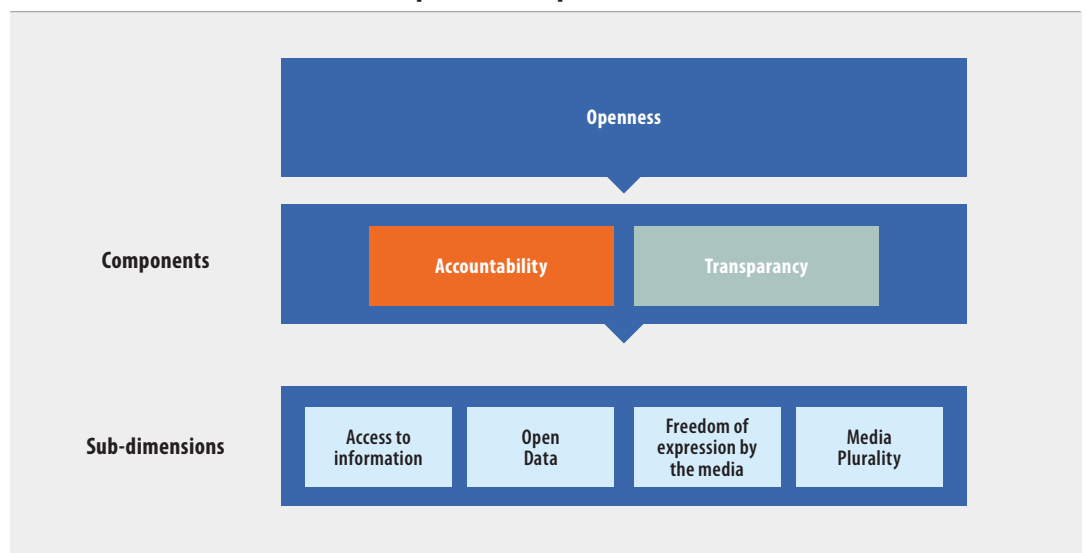 Openness
Components
Accountability
Transparancy
Sub-dimensions
Access to
information
Open
Data
Freedom of
expression by
the media
Media
Plurality